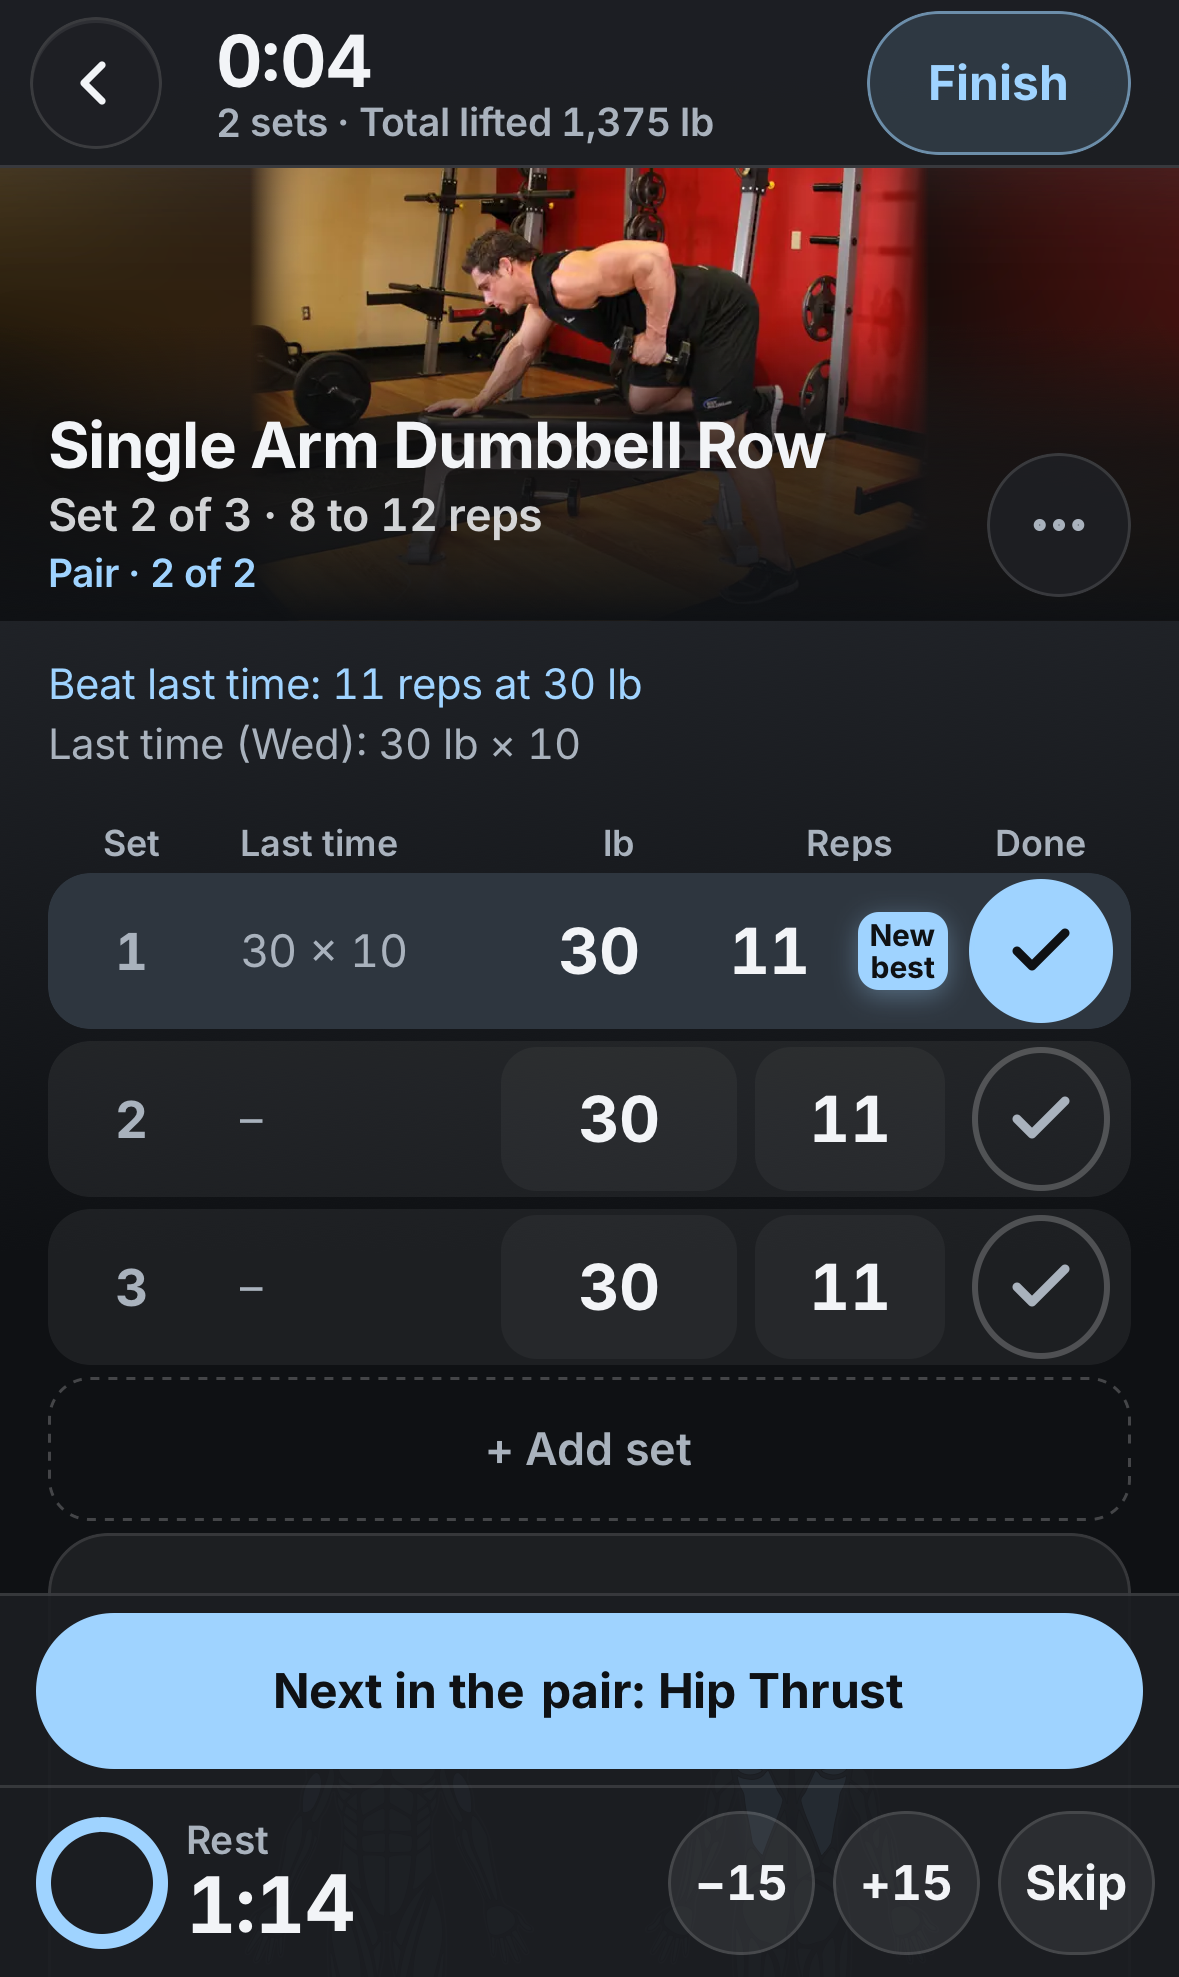 0:04
2 sets · Total lifted 1,375 lb
Finish
Single Arm Dumbbell Row
Set 2 of 3 · 8 to 12 reps
Pair · 2 of 2
Beat last time: 11 reps at 30 lb
Last time (Wed): 30 lb × 10
Set Last time lb Reps Done
1 30 × 10 30 11 New best
2 – 30 11
3 – 30 11
+ Add set
Next in the pair: Hip Thrust
Rest
1:14
–15 +15 Skip